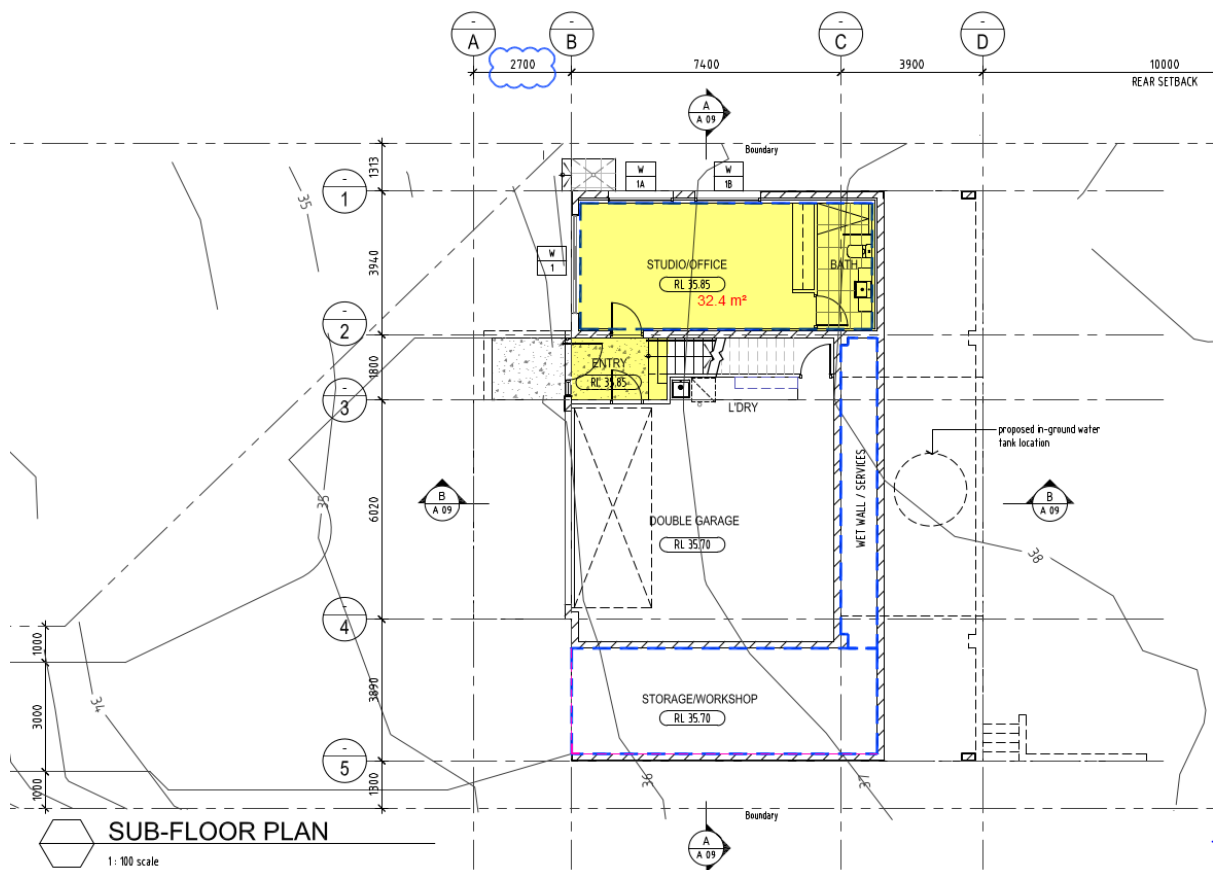 -
A
-
B
-
C
-
D
2700
7400
3900
10000
REAR SETBACK
A
A 09
Boundary
1313
-
1
W
1A
W
1B
35
3940
W
1
STUDIO/OFFICE
BATH
RL 35.85
32.4 m²
-
2
1800
ENTRY
RL 35.85
-
3
L'DRY
proposed in-ground water
tank location
35
6020
B
A 09
WET WALL / SERVICES
B
A 09
DOUBLE GARAGE
RL 35.70
38
-
4
1000
3890
3000
34
STORAGE/WORKSHOP
RL 35.70
-
5
36
37
1000
1300
Boundary
SUB-FLOOR PLAN
1 : 100 scale
A
A 09